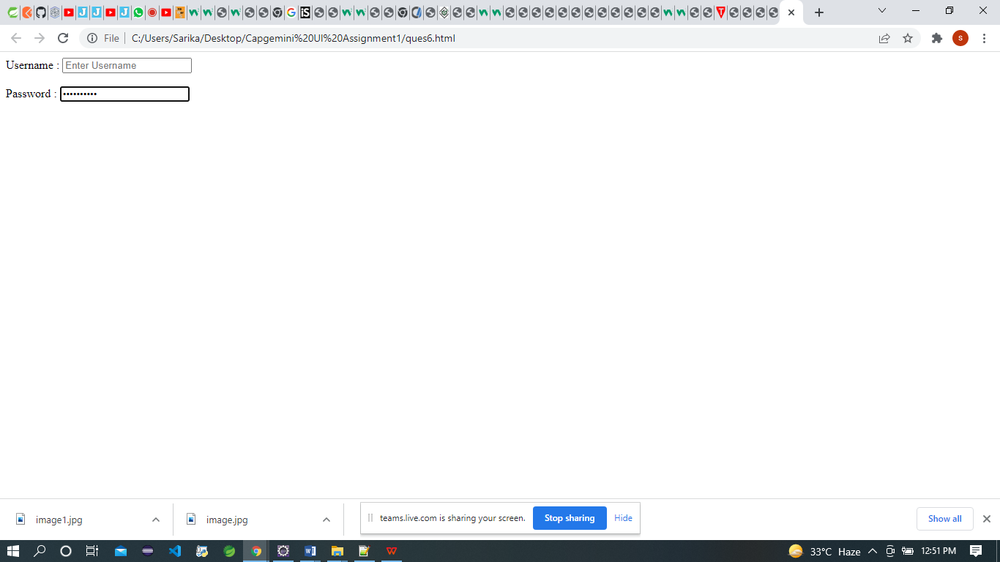 File
C:/Users/Sarika/Desktop/Capgemini%20UI%20Assignment1/ques6.html
s
Username : Enter Username
Password : ••••••••••
image1.jpg
image.jpg
teams.live.com is sharing your screen.
Stop sharing
Hide
Show all
33°C Haze
12:51 PM